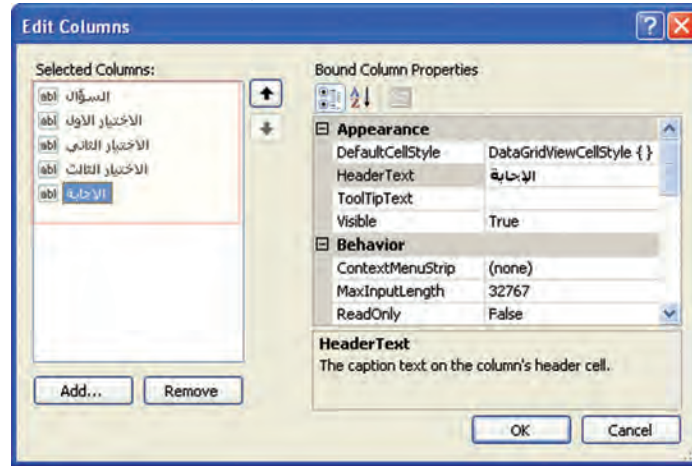 Edit Columns
Selected Columns:
abl السؤال
abl الاختيار الاول
abl الاختيار الثاني
abl الاختيار الثالث
abl الاجابة
Add...
Remove
Bound Column Properties
Appearance
DefaultCellStyle DataGridViewCellStyle { }
HeaderText الإجابة
ToolTipText
Visible True
Behavior
ContextMenuStrip (none)
MaxInputLength 32767
ReadOnly False
HeaderText
The caption text on the column's header cell.
OK
Cancel